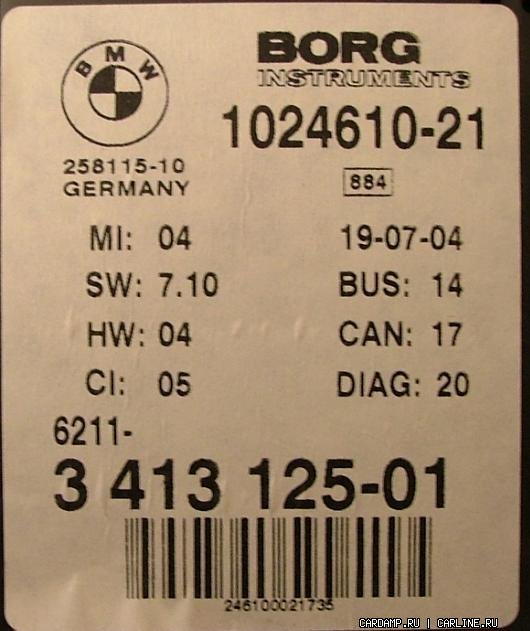 BMW
BORG
INSTRUMENTS
1024610-21
258115-10
GERMANY
884
MI: 04
19-07-04
SW: 7.10
BUS: 14
HW: 04
CAN: 17
CI: 05
DIAG: 20
6211-
3 413 125-01
246100021735
CARDAMP.RU | CARLINE.RU